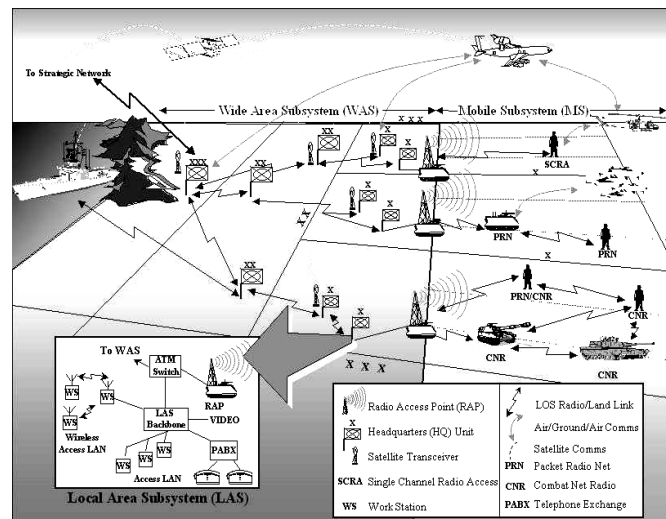 To Strategic Network
Wide Area Subsystem (WAS)
X X X
Mobile Subsystem (MS)
XXX
XX
XX
X
X
SCRA
X
X
X
X X
PRN
PRN
X
XX
X
X
PRN/CNR
CNR
CNR
CNR
X X X
To WAS
ATM
Switch
RAP
WS
WS
WS
LAS
Backbone
VIDEO
Wireless
Access LAN
WS
WS
WS
PABX
Access LAN
Local Area Subsystem (LAS)
Radio Access Point (RAP)
X
Headquarters (HQ) Unit
Satellite Transceiver
SCRA Single Channel Radio Access
WS Work Station
LOS Radio/Land Link
Air/Ground/Air Comms
Satellite Comms
PRN Packet Radio Net
CNR Combat Net Radio
PABX Telephone Exchange